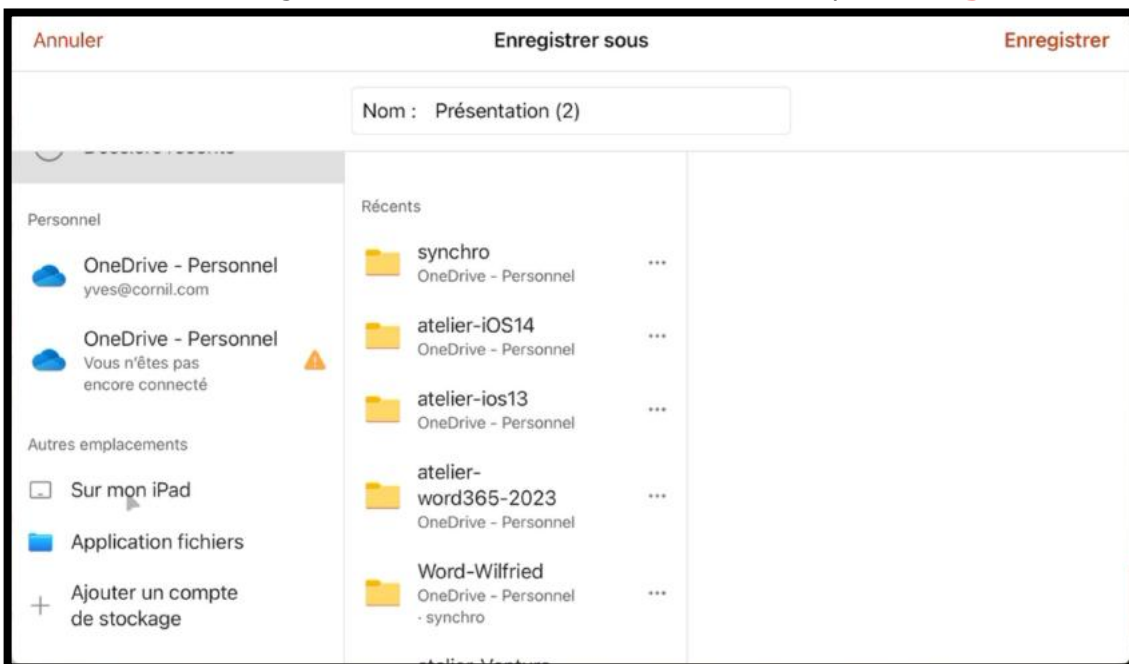 Annuler
Enregistrer sous
Enregistrer
Nom : Présentation (2)
Personnel
OneDrive - Personnel
yves@cornil.com
OneDrive - Personnel
Vous n'êtes pas
encore connecté
Autres emplacements
Sur mon iPad
Application fichiers
Ajouter un compte
de stockage
Récents
synchro
OneDrive - Personnel
atelier-iOS14
OneDrive - Personnel
atelier-ios13
OneDrive - Personnel
atelier-
word365-2023
OneDrive - Personnel
Word-Wilfried
OneDrive - Personnel
· synchro